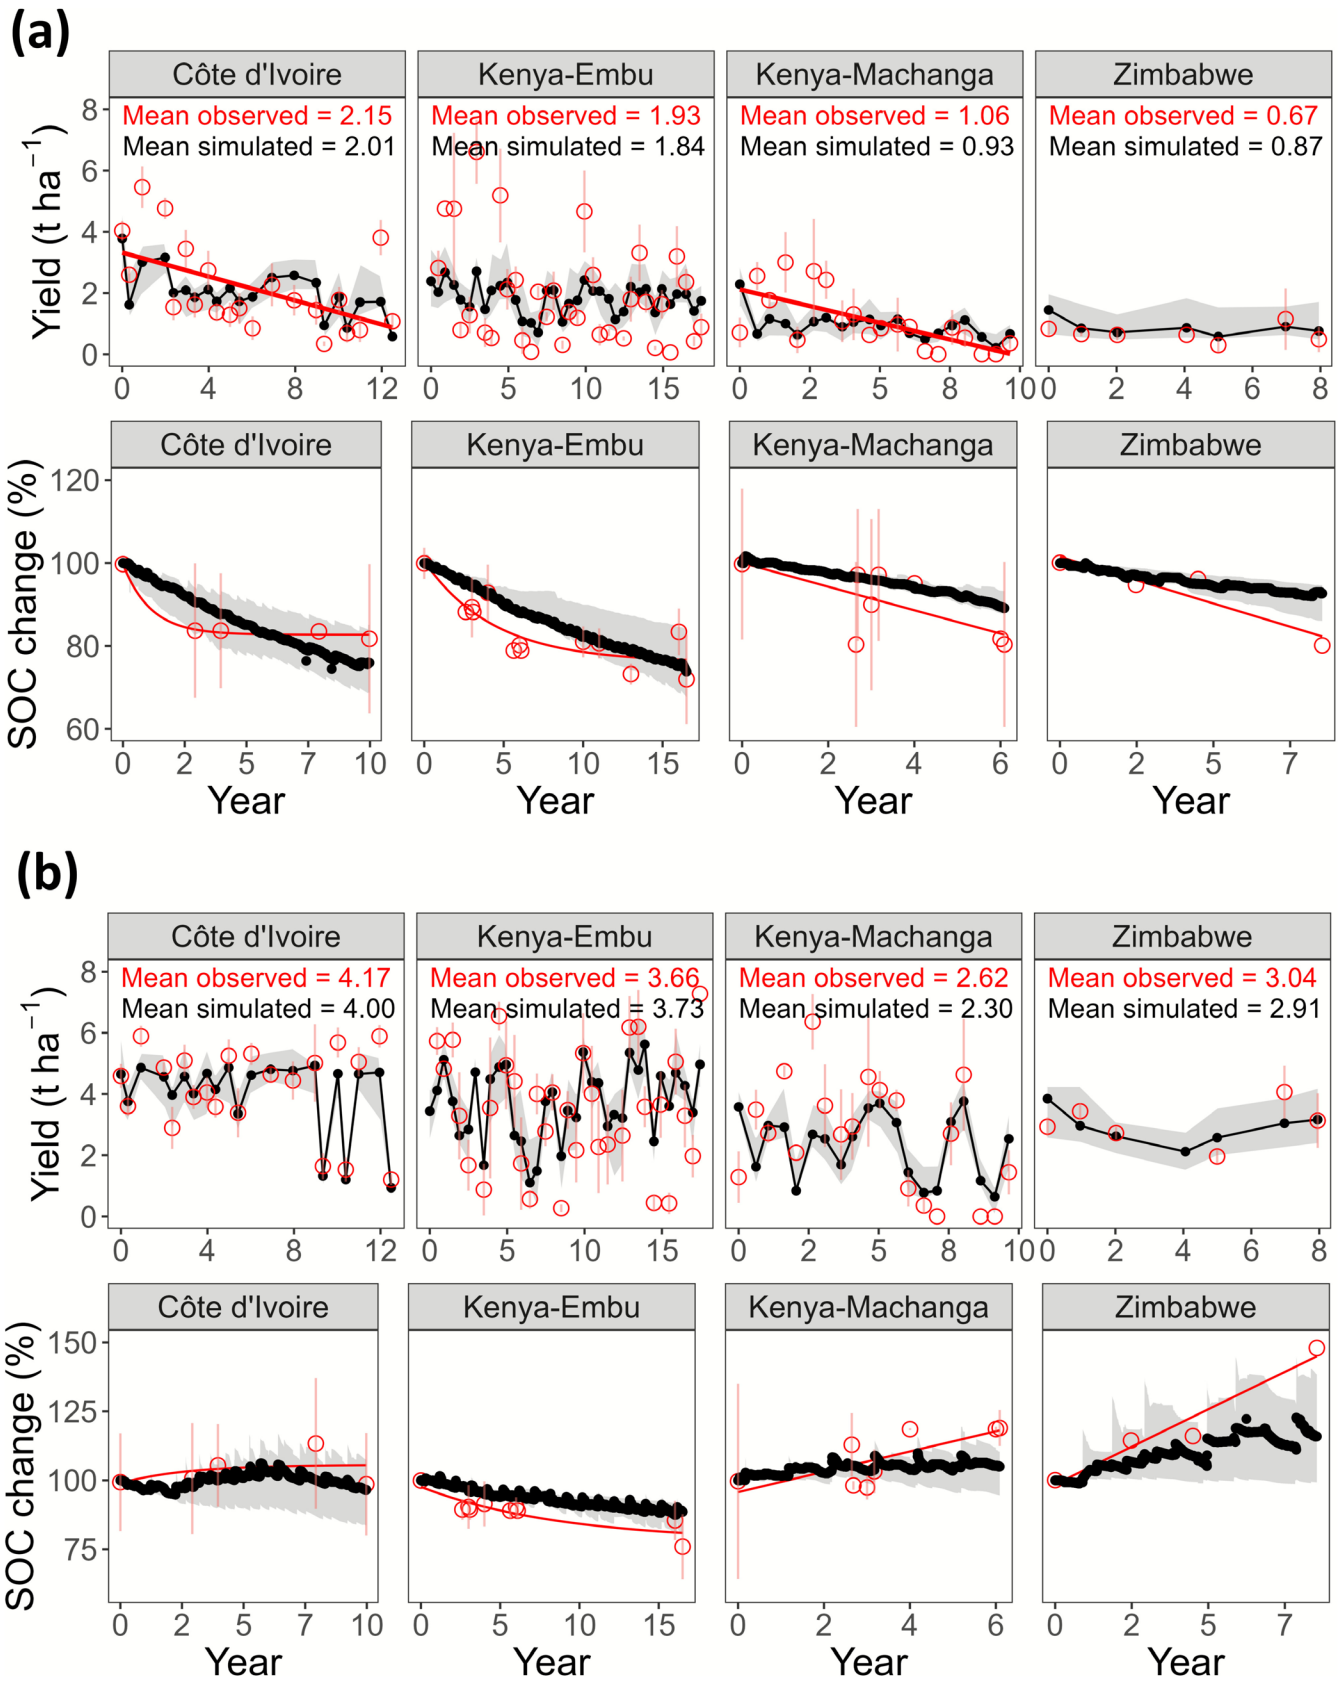 (a)
Côte d'Ivoire Kenya-Embu Kenya-Machanga Zimbabwe
Mean observed = 2.15 Mean observed = 1.93 Mean observed = 1.06 Mean observed = 0.67
Mean simulated = 2.01 Mean simulated = 1.84 Mean simulated = 0.93 Mean simulated = 0.87
Yield (t ha⁻¹)
8
6
4
2
0
0 4 8 12 0 5 10 15 0 2 5 8 10 0 2 4 6 8
Côte d'Ivoire Kenya-Embu Kenya-Machanga Zimbabwe
SOC change (%)
120
100
80
60
0 2 5 7 10 0 5 10 15 0 2 4 6 0 2 5 7
Year Year Year Year
(b)
Côte d'Ivoire Kenya-Embu Kenya-Machanga Zimbabwe
Mean observed = 4.17 Mean observed = 3.66 Mean observed = 2.62 Mean observed = 3.04
Mean simulated = 4.00 Mean simulated = 3.73 Mean simulated = 2.30 Mean simulated = 2.91
Yield (t ha⁻¹)
8
6
4
2
0
0 4 8 12 0 5 10 15 0 2 5 8 10 0 2 4 6 8
Côte d'Ivoire Kenya-Embu Kenya-Machanga Zimbabwe
SOC change (%)
150
125
100
75
0 2 5 7 10 0 5 10 15 0 2 4 6 0 2 5 7
Year Year Year Year